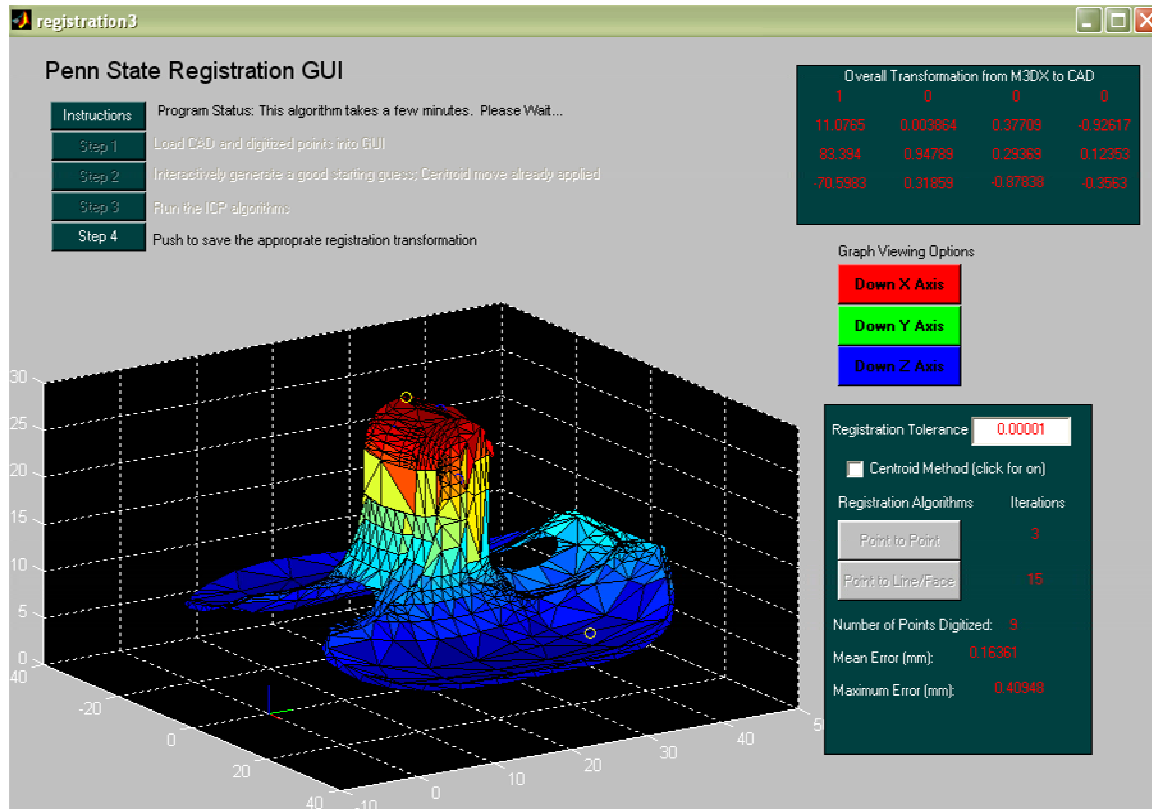 registration3
Penn State Registration GUI
Instructions
Program Status: This algorithm takes a few minutes. Please Wait...
Step 1
Load CAD and digitized points into GUI
Step 2
Interactively generate a good starting guess; Centroid move already applied
Step 3
Run the ICP algorithms
Step 4
Push to save the approprate registration transformation
Overall Transformation from M3DX to CAD
1 0 0 0
11.0765 0.003864 0.37709 -0.92617
83.394 0.94789 0.29369 0.12353
-70.5983 0.31859 -0.87838 -0.3563
Graph Viewing Options
Down X Axis
Down Y Axis
Down Z Axis
30
25
20
15
10
5
0
40
-20
0
20
40
-10
0
10
20
30
40
5
Registration Tolerance 0.00001
Centroid Method (click for on)
Registration Algorithms Iterations
Point to Point 3
Point to Line/Face 15
Number of Points Digitized: 9
Mean Error (mm): 0.16361
Maximum Error (mm): 0.40948